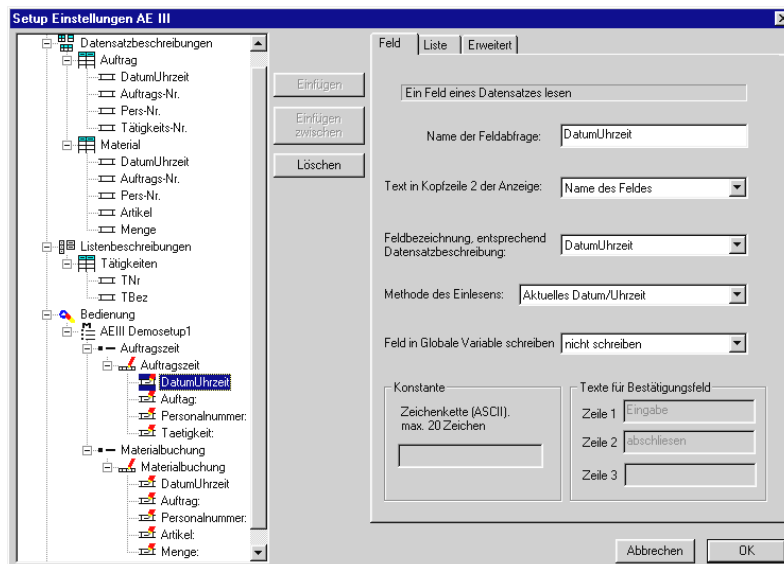 Setup Einstellungen AE III
Datensatzbeschreibungen
Auftrag
DatumUhrzeit
Auftrags-Nr.
Pers-Nr.
Tätigkeits-Nr.
Material
DatumUhrzeit
Auftrags-Nr.
Pers-Nr.
Artikel
Menge
Listenbeschreibungen
Tätigkeiten
TNr
TBez
Bedienung
AEIII Demosetup1
Auftragszeit
Auftragszeit
DatumUhrzeit
Auftag:
Personalnummer:
Taetigkeit:
Materialbuchung
Materialbuchung
DatumUhrzeit
Auftrag:
Personalnummer:
Artikel:
Menge:
Einfügen
Einfügen
zwischen
Löschen
Feld Liste Erweitert
Ein Feld eines Datensatzes lesen
Name der Feldabfrage: DatumUhrzeit
Text in Kopfzeile 2 der Anzeige: Name des Feldes
Feldbezeichnung, entsprechend
Datensatzbeschreibung: DatumUhrzeit
Methode des Einlesens: Aktuelles Datum/Uhrzeit
Feld in Globale Variable schreiben nicht schreiben
Konstante
Zeichenkette (ASCII).
max. 20 Zeichen
Texte für Bestätigungsfeld
Zeile 1 Eingabe
Zeile 2 abschliesen
Zeile 3
Abbrechen OK